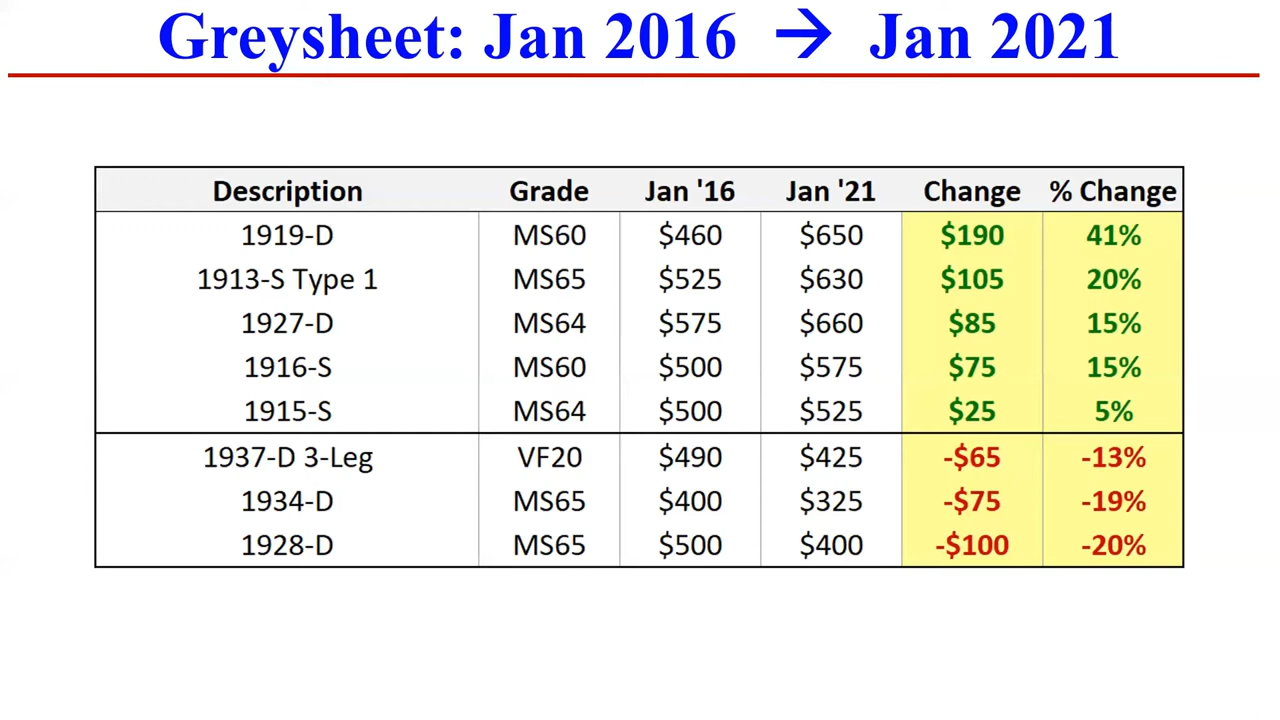 Greysheet: Jan 2016 → Jan 2021
Description Grade Jan '16 Jan '21 Change % Change
1919-D MS60 $460 $650 $190 41%
1913-S Type 1 MS65 $525 $630 $105 20%
1927-D MS64 $575 $660 $85 15%
1916-S MS60 $500 $575 $75 15%
1915-S MS64 $500 $525 $25 5%
1937-D 3-Leg VF20 $490 $425 -$65 -13%
1934-D MS65 $400 $325 -$75 -19%
1928-D MS65 $500 $400 -$100 -20%